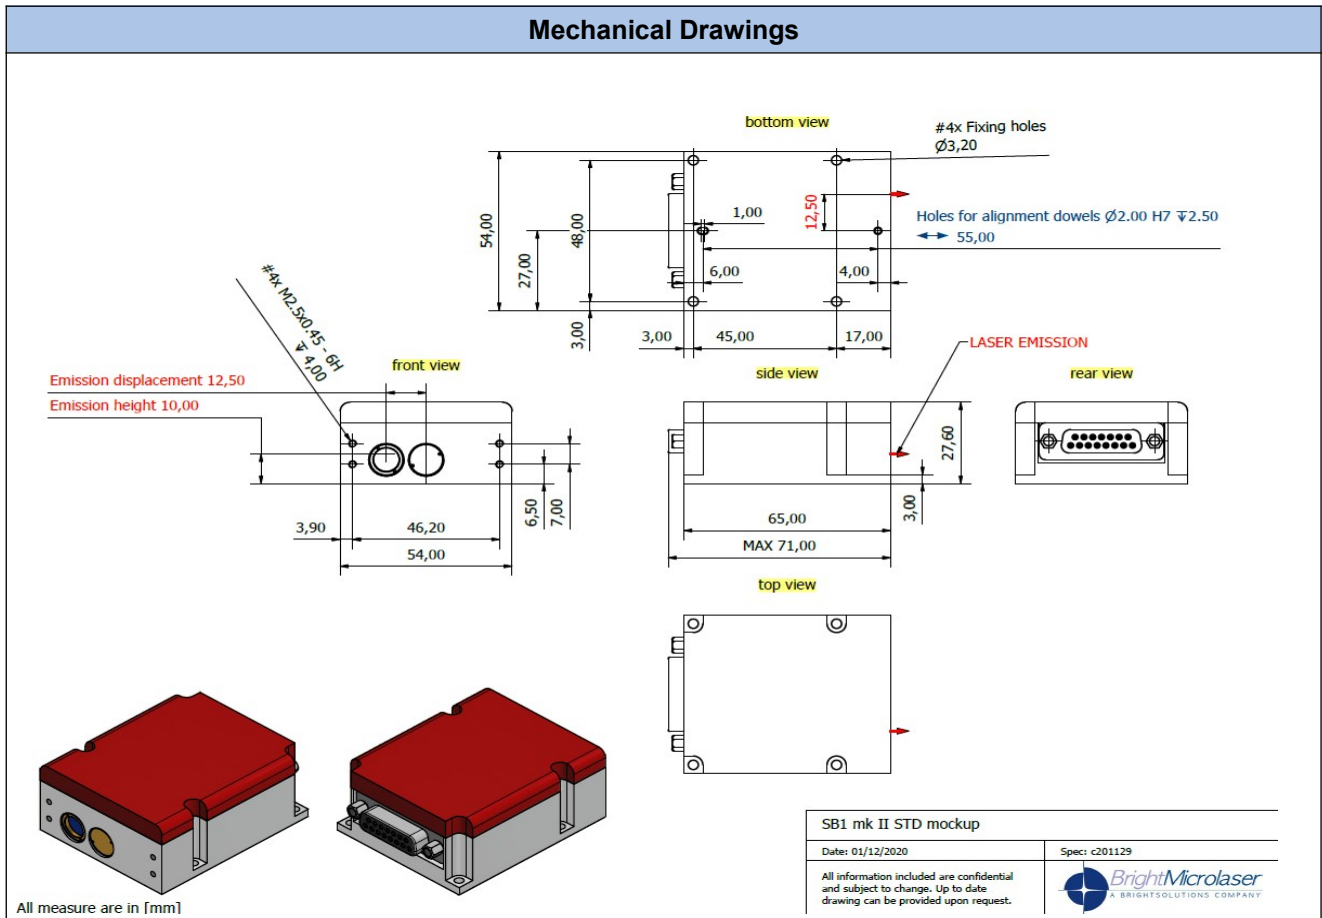 Mechanical Drawings
bottom view
#4x Fixing holes
Ø3,20
54,00
48,00
27,00
3,00
1,00
12,50
6,00
4,00
Holes for alignment dowels Ø2.00 H7 ↧2.50
↔ 55,00
3,00
45,00
17,00
#4x M2.5x0.45 - 6H
↧ 4,00
front view
Emission displacement 12,50
Emission height 10,00
3,90
46,20
54,00
6,50
7,00
side view
LASER EMISSION
27,60
3,00
65,00
MAX 71,00
rear view
top view
SB1 mk II STD mockup
Date: 01/12/2020
Spec: c201129
All information included are confidential
and subject to change. Up to date
drawing can be provided upon request.
BrightMicrolaser
A BRIGHTSOLUTIONS COMPANY
All measure are in [mm]